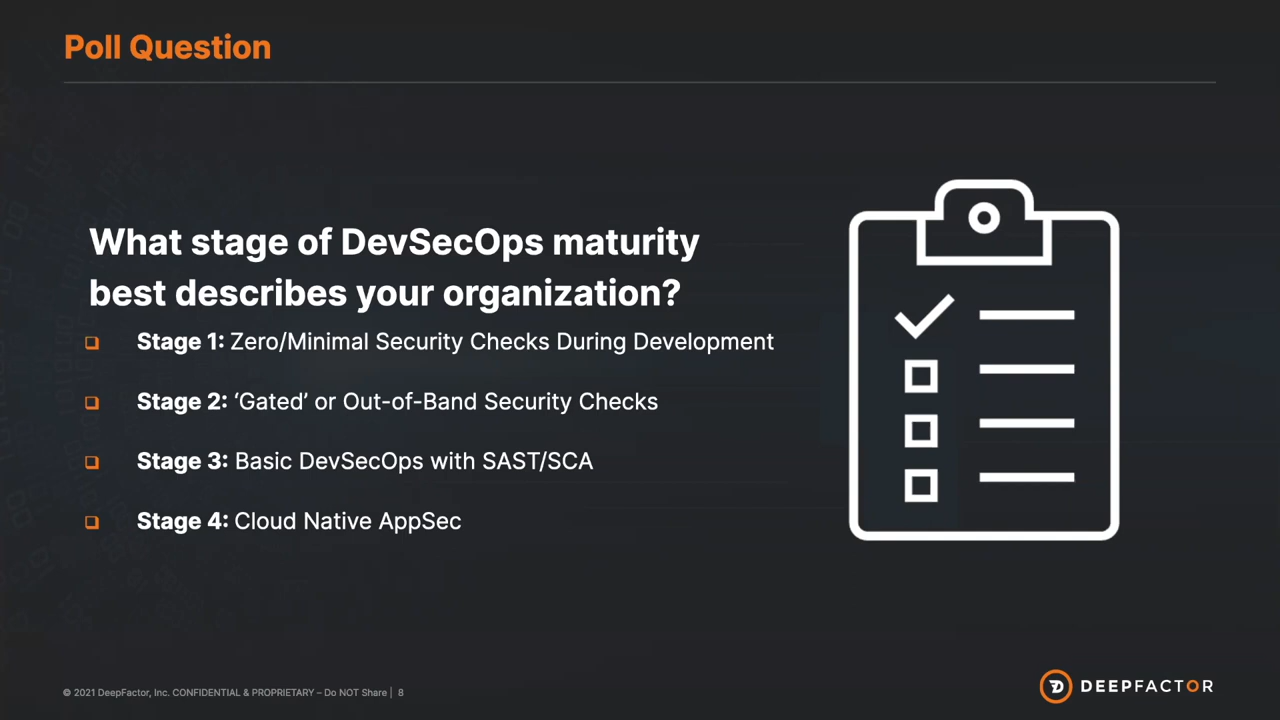 Poll Question
What stage of DevSecOps maturity
best describes your organization?
Stage 1: Zero/Minimal Security Checks During Development
Stage 2: ‘Gated’ or Out-of-Band Security Checks
Stage 3: Basic DevSecOps with SAST/SCA
Stage 4: Cloud Native AppSec
© 2021 DeepFactor, Inc. CONFIDENTIAL & PROPRIETARY – Do NOT Share | 8
DEEPFACTOR